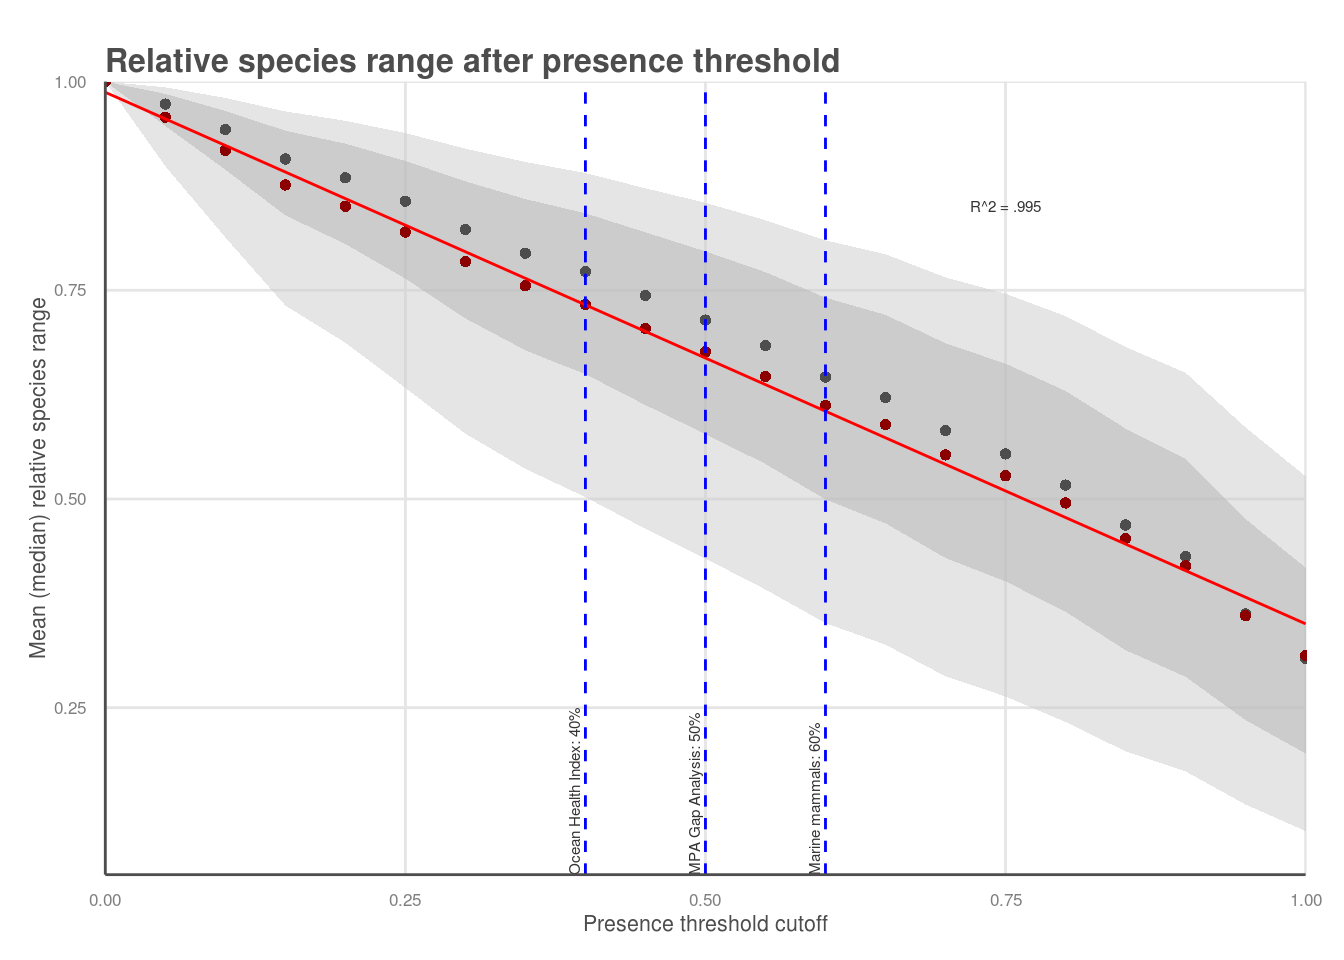 Relative species range after presence threshold
1.00
R^2 = .995
0.75
Mean (median) relative species range
0.50
0.25
Ocean Health Index: 40%
MPA Gap Analysis: 50%
Marine mammals: 60%
0.00
0.25
0.50
0.75
1.00
Presence threshold cutoff